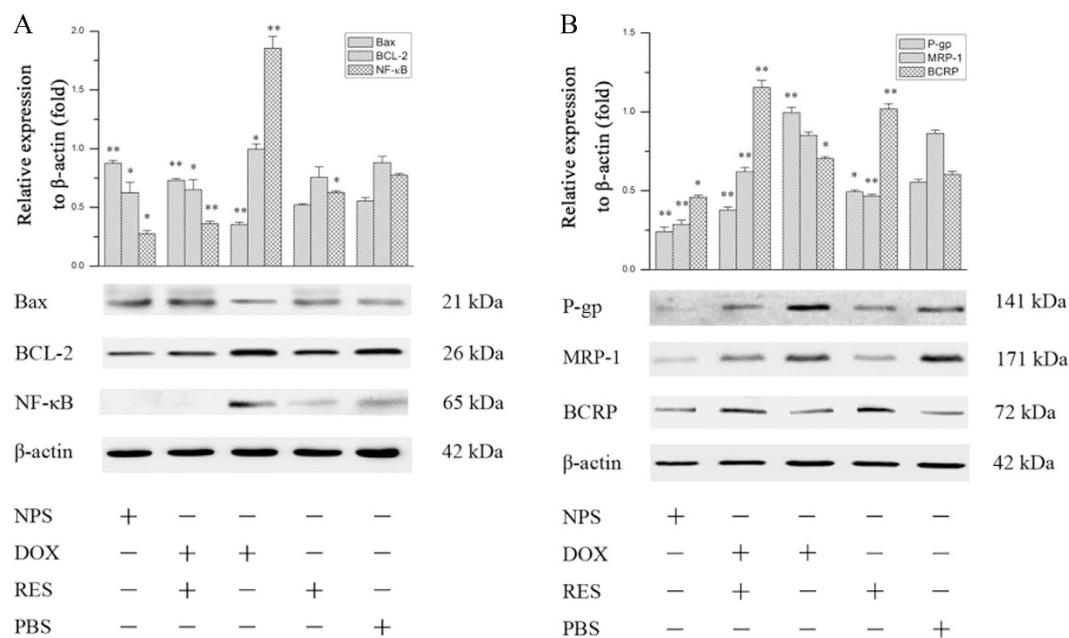 A
Relative expression
to β-actin (fold)
2.0
1.5
1.0
0.5
0.0
Bax
BCL-2
NF-κB
** * *
** * **
** * **
*
Bax 21 kDa
BCL-2 26 kDa
NF-κB 65 kDa
β-actin 42 kDa
NPS + − − − −
DOX − + + − −
RES − + − + −
PBS − − − − +
B
Relative expression
to β-actin (fold)
1.5
1.0
0.5
0.0
P-gp
MRP-1
BCRP
** ** *
** ** **
** *
* ** **
P-gp 141 kDa
MRP-1 171 kDa
BCRP 72 kDa
β-actin 42 kDa
NPS + − − − −
DOX − + + − −
RES − + − + −
PBS − − − − +